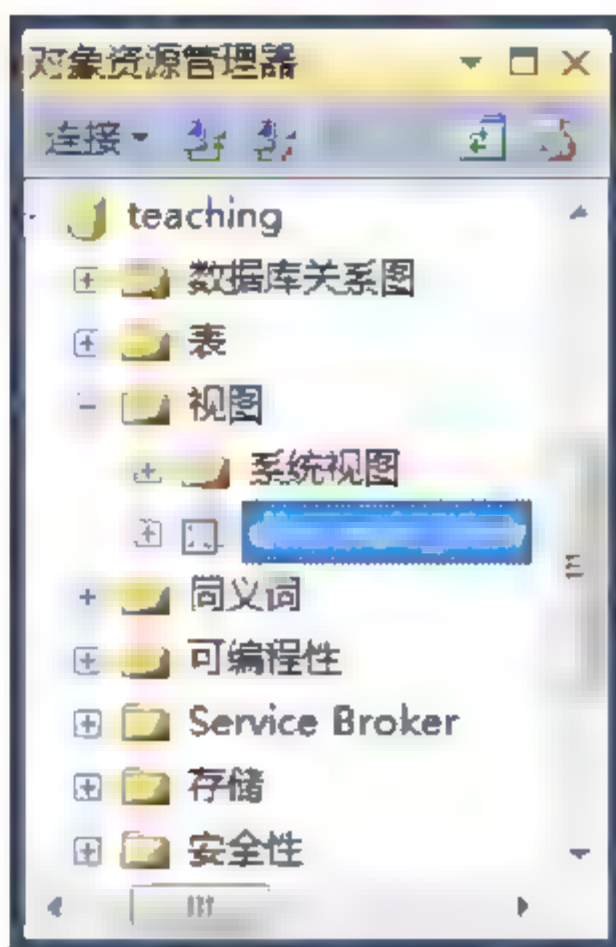 对象资源管理器
连接
teaching
数据库关系图
表
视图
系统视图
同义词
可编程性
Service Broker
存储
安全性